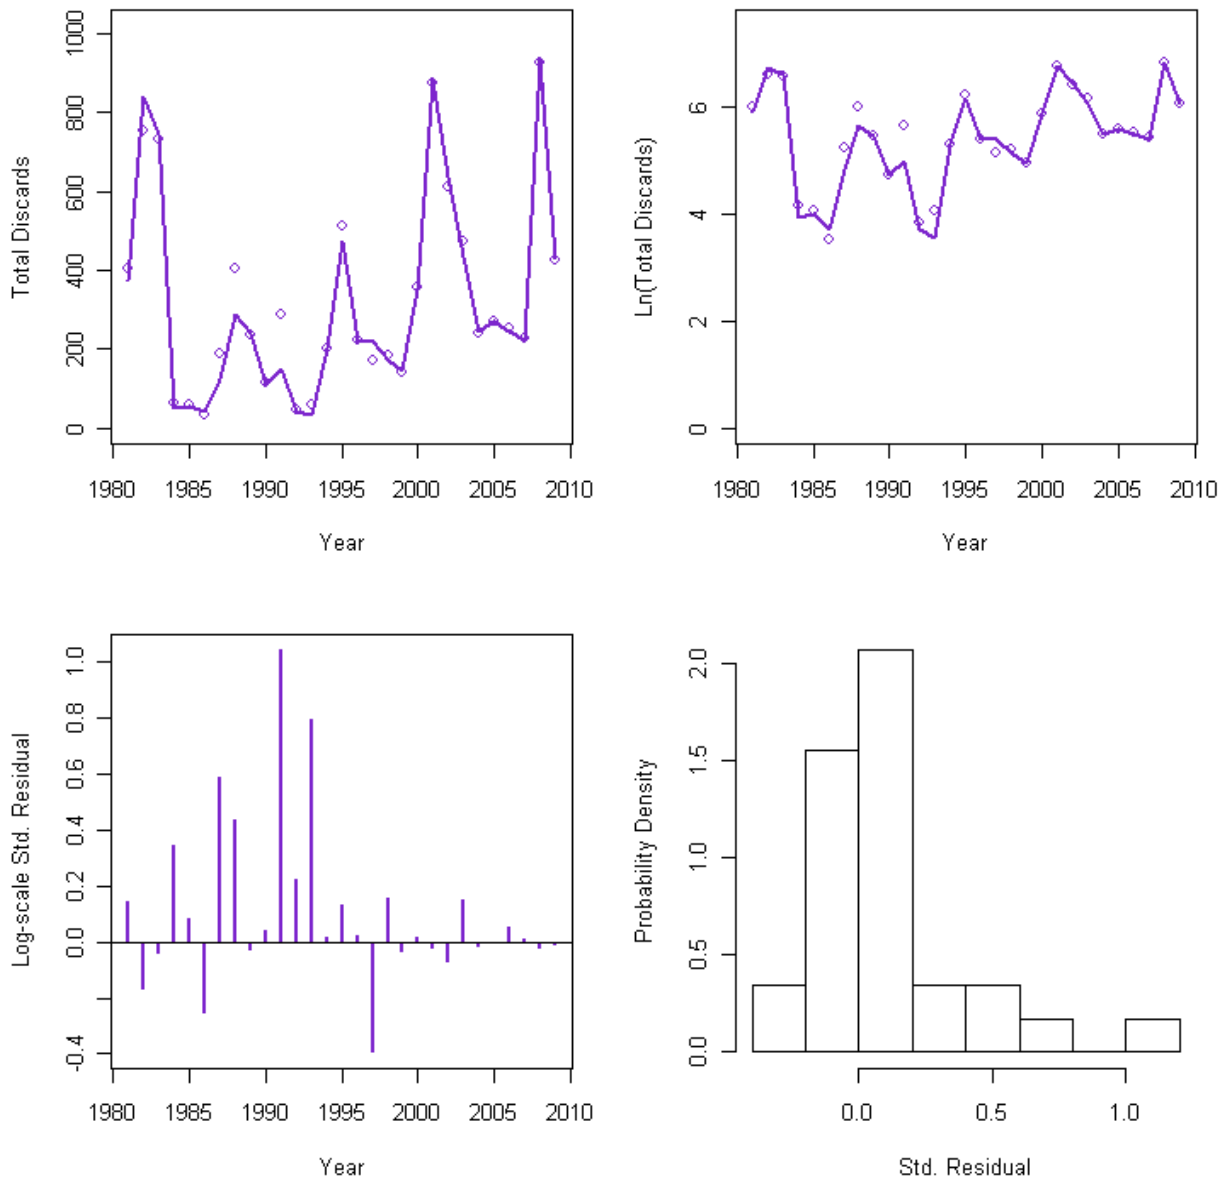 Total Discards
0 200 400 600 800 1000
1980 1985 1990 1995 2000 2005 2010
Year
Ln(Total Discards)
0 2 4 6
1980 1985 1990 1995 2000 2005 2010
Year
Log-scale Std. Residual
-0.4 0.0 0.2 0.4 0.6 0.8 1.0
1980 1985 1990 1995 2000 2005 2010
Year
Probability Density
0.0 0.5 1.0 1.5 2.0
0.0 0.5 1.0
Std. Residual